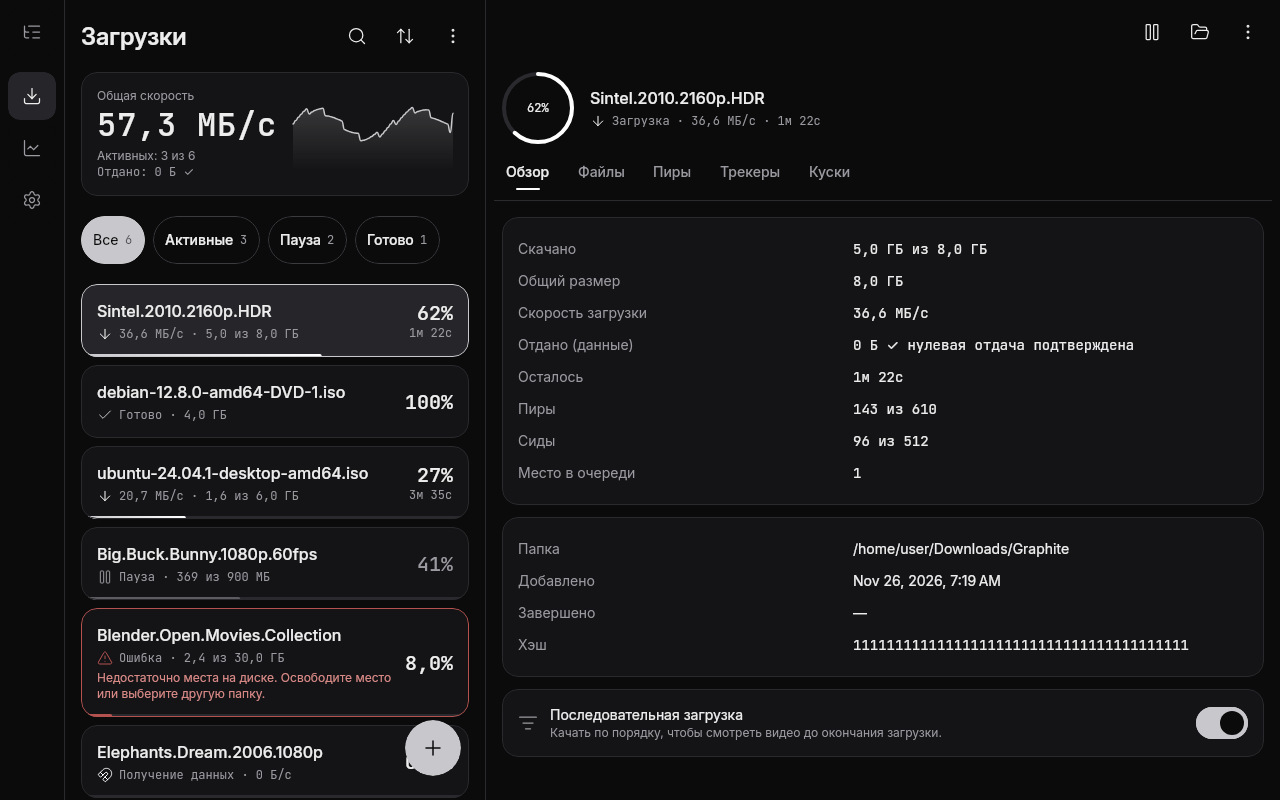 Загрузки
Общая скорость
57,3 МБ/с
Активных: 3 из 6
Отдано: 0 Б ✓
Все 6
Активные 3
Пауза 2
Готово 1
Sintel.2010.2160p.HDR
62%
36,6 МБ/с · 5,0 из 8,0 ГБ
1м 22с
debian-12.8.0-amd64-DVD-1.iso
100%
Готово · 4,0 ГБ
ubuntu-24.04.1-desktop-amd64.iso
27%
20,7 МБ/с · 1,6 из 6,0 ГБ
3м 35с
Big.Buck.Bunny.1080p.60fps
41%
Пауза · 369 из 900 МБ
Blender.Open.Movies.Collection
Ошибка · 2,4 из 30,0 ГБ
8,0%
Недостаточно места на диске. Освободите место
или выберите другую папку.
Elephants.Dream.2006.1080p
Получение данных · 0 Б/с
62%
Sintel.2010.2160p.HDR
Загрузка · 36,6 МБ/с · 1м 22с
Обзор
Файлы
Пиры
Трекеры
Куски
Скачано
5,0 ГБ из 8,0 ГБ
Общий размер
8,0 ГБ
Скорость загрузки
36,6 МБ/с
Отдано (данные)
0 Б ✓ нулевая отдача подтверждена
Осталось
1м 22с
Пиры
143 из 610
Сиды
96 из 512
Место в очереди
1
Папка
/home/user/Downloads/Graphite
Добавлено
Nov 26, 2026, 7:19 AM
Завершено
—
Хэш
1111111111111111111111111111111111111111
Последовательная загрузка
Качать по порядку, чтобы смотреть видео до окончания загрузки.